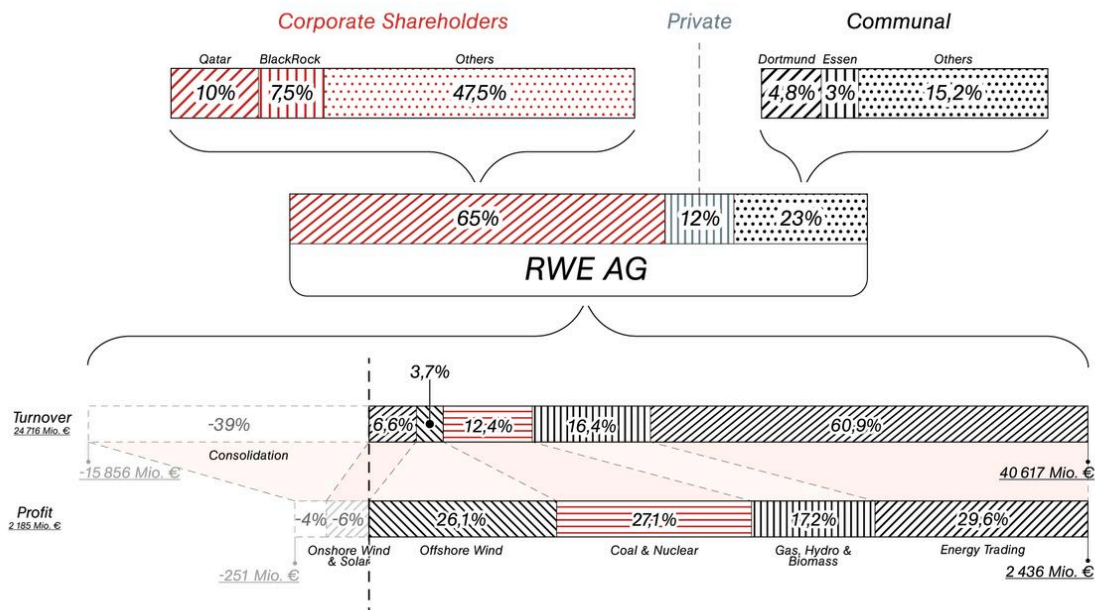 Corporate Shareholders
Private
Communal
Qatar
BlackRock
Others
Dortmund
Essen
Others
10%
7,5%
47,5%
4,8%
3%
15,2%
65%
12%
23%
RWE AG
3,7%
Turnover
24 716 Mio. €
-39%
6,6%
12,4%
16,4%
60,9%
Consolidation
-15 856 Mio. €
40 617 Mio. €
Profit
2 185 Mio. €
-4%
-6%
26,1%
27,1%
17,2%
29,6%
Onshore Wind
& Solar
Offshore Wind
Coal & Nuclear
Gas, Hydro &
Biomass
Energy Trading
-251 Mio. €
2 436 Mio. €